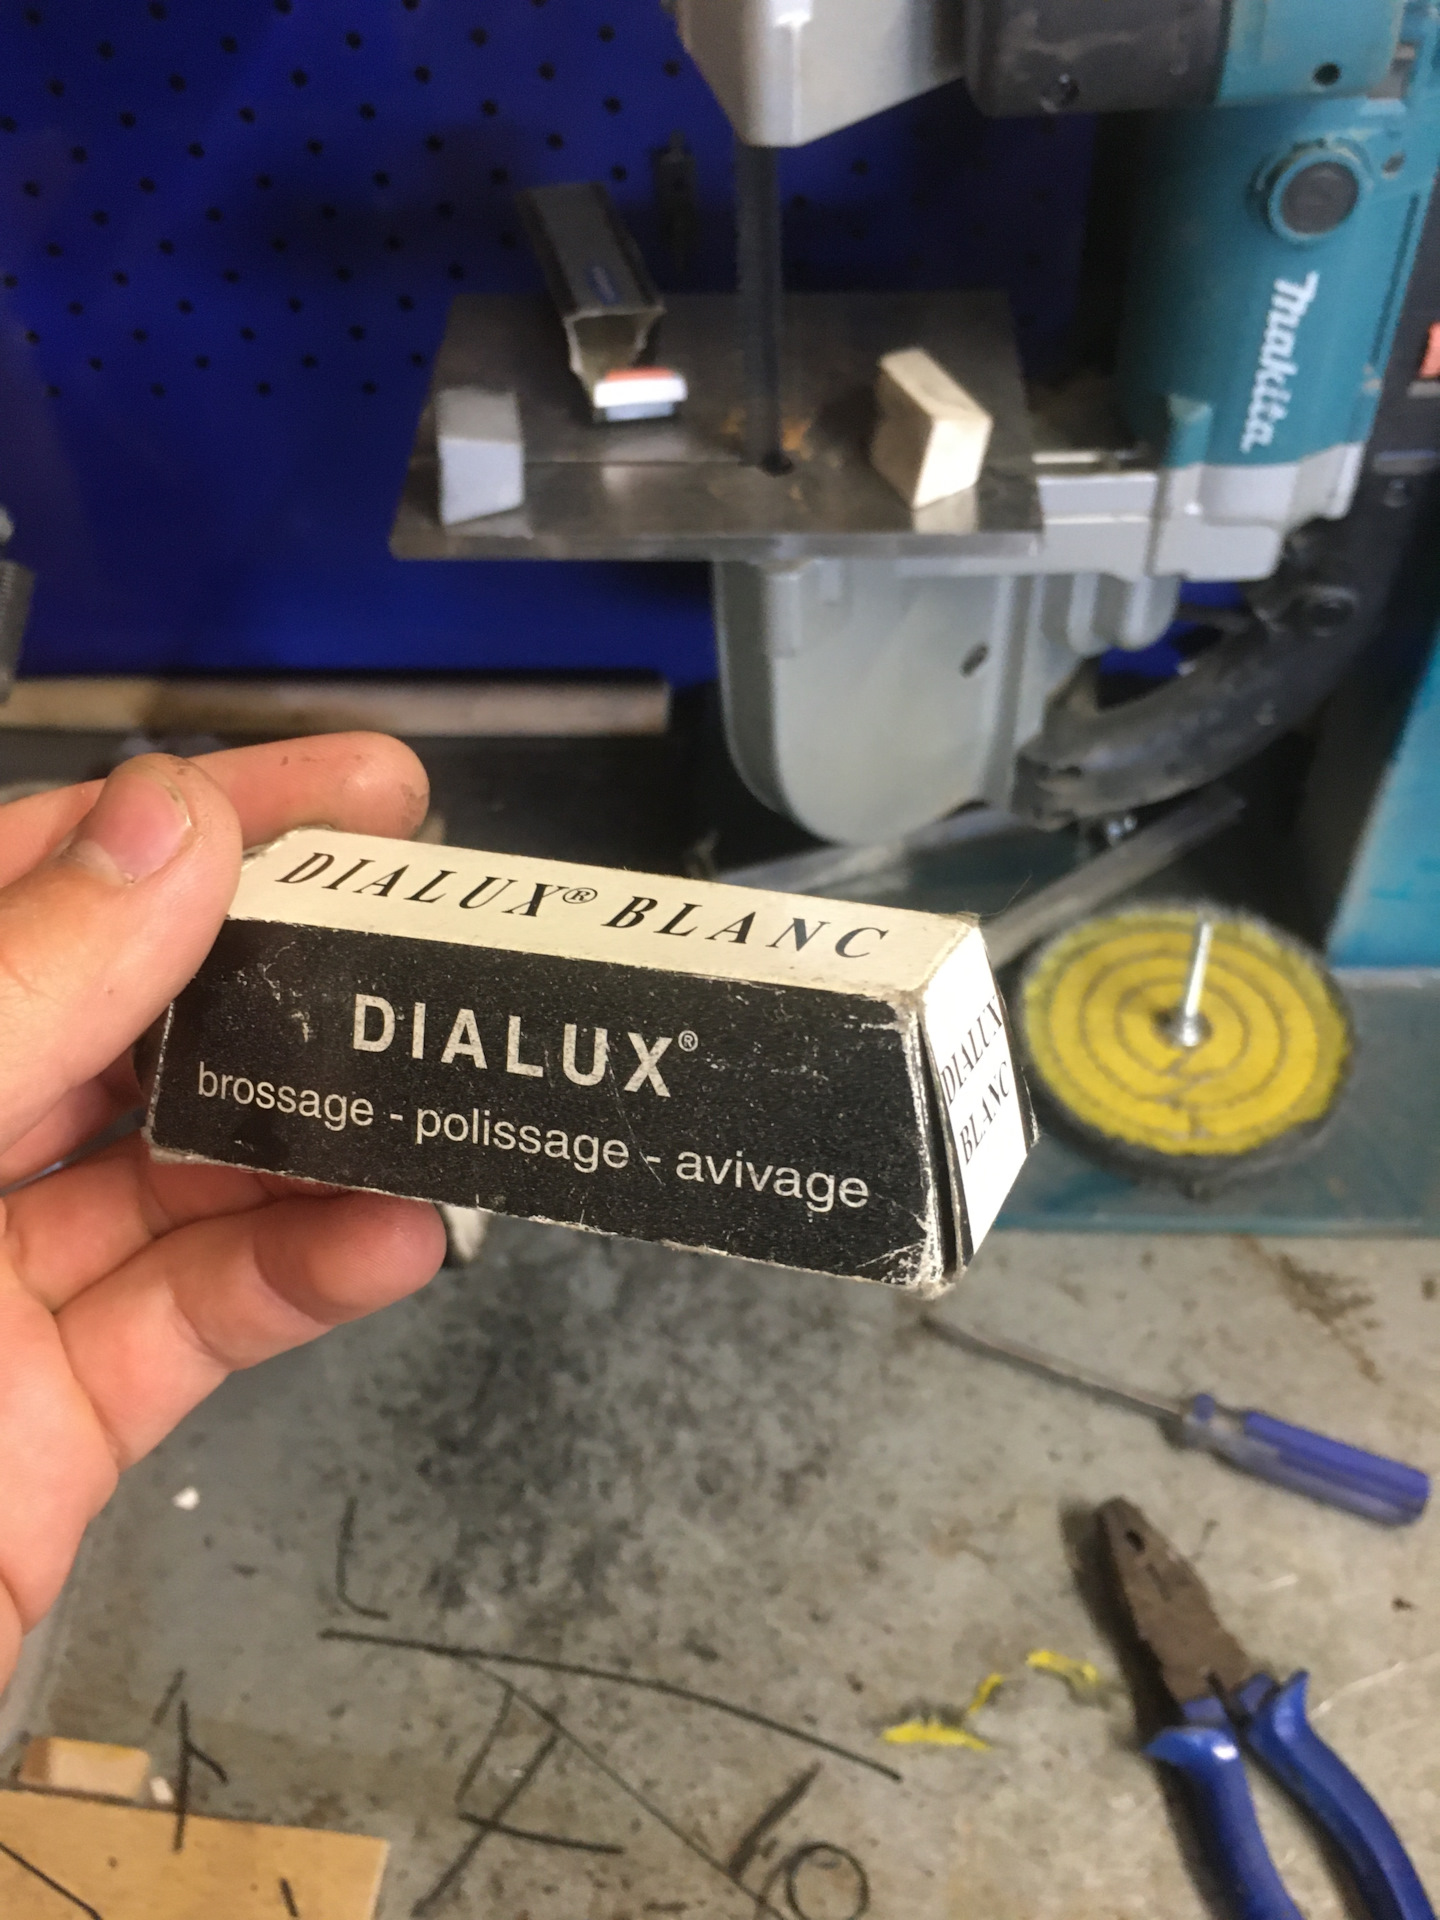 makita
DIALUX® BLANC
DIALUX®
brossage - polissage - avivage
DIALUX
BLANC